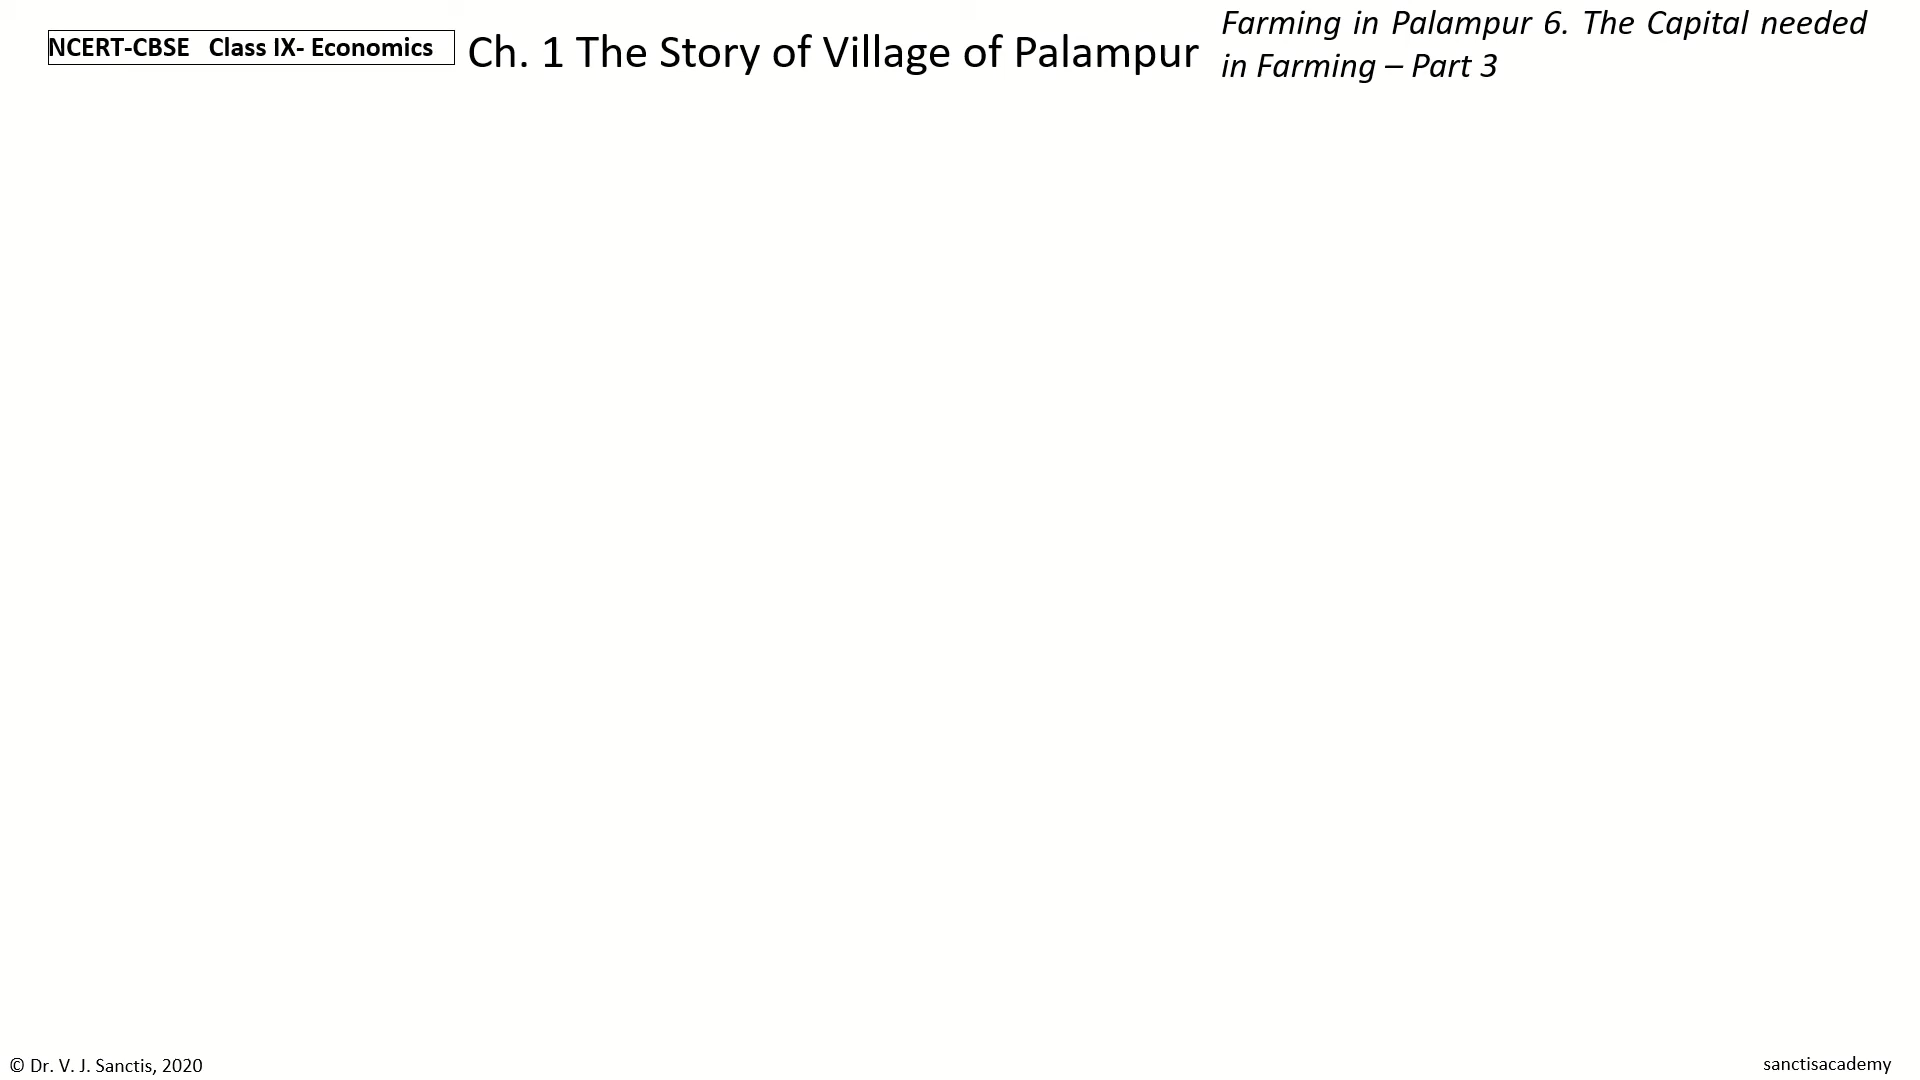 NCERT-CBSE Class IX- Economics
Ch. 1 The Story of Village of Palampur
Farming in Palampur 6. The Capital needed
in Farming – Part 3
© Dr. V. J. Sanctis, 2020
sanctisacademy